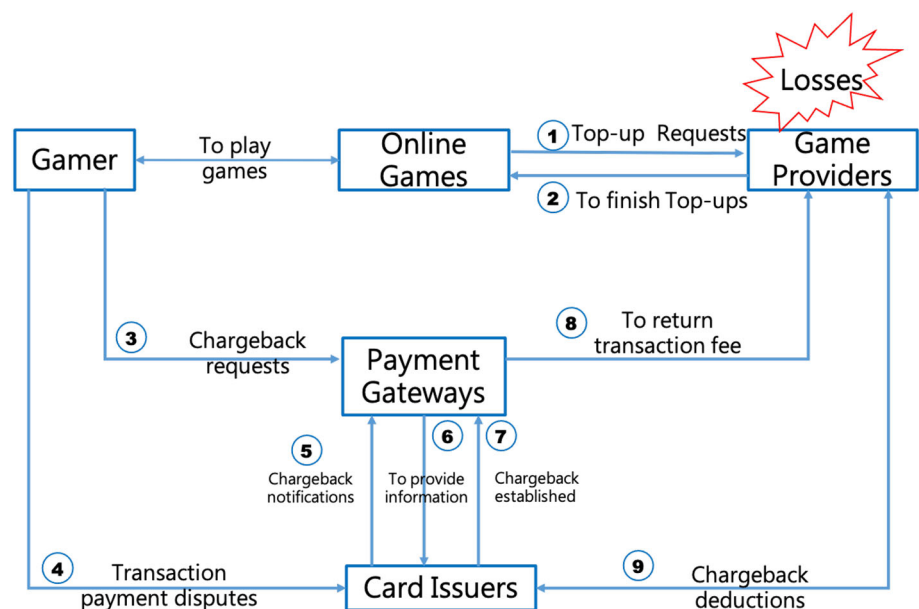 Losses
Gamer
To play
games
Online
Games
1 Top-up Requests
2 To finish Top-ups
Game
Providers
3 Chargeback
requests
Payment
Gateways
8 To return
transaction fee
5
Chargeback
notifications
6
To provide
information
7
Chargeback
established
4 Transaction
payment disputes
Card Issuers
9 Chargeback
deductions